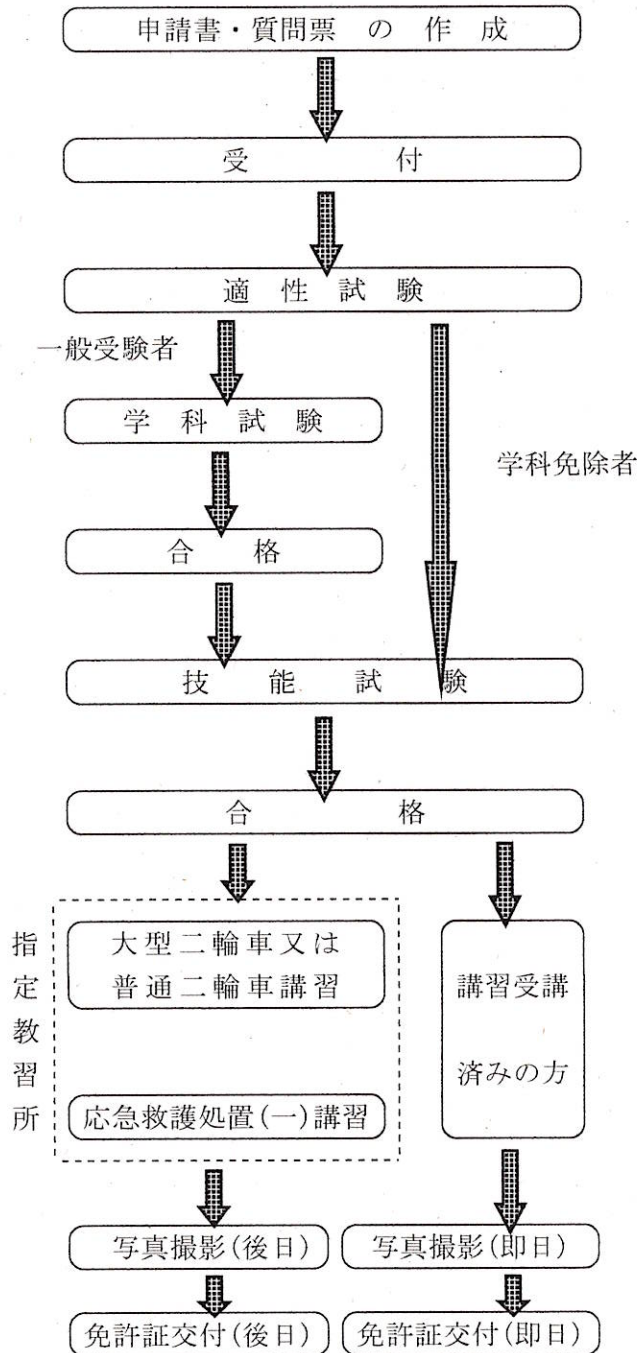 申請書・質問票の作成
受付
適性試験
一般受験者
学科試験
学科免除者
合格
技能試験
合格
指定教習所
大型二輪車又は
普通二輪車講習
応急救護処置(一)講習
講習受講
済みの方
写真撮影(後日)
写真撮影(即日)
免許証交付(後日)
免許証交付(即日)